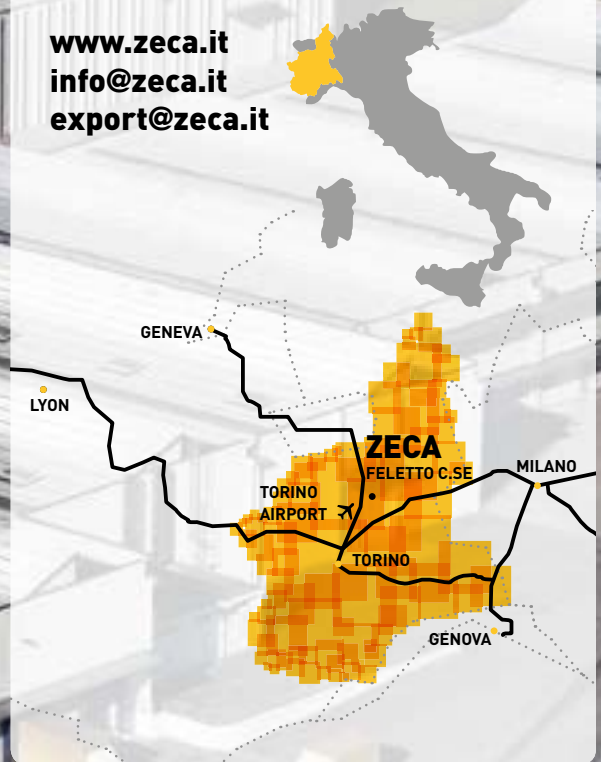 www.zeca.it
info@zeca.it
export@zeca.it
GENEVA
LYON
ZECA
FELETTO C.SE
MILANO
TORINO
AIRPORT
TORINO
GENOVA